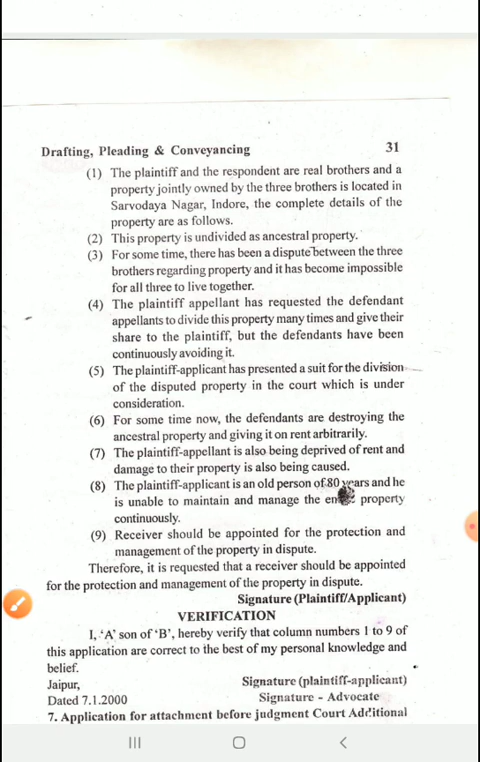 Drafting, Pleading & Conveyancing 31
(1) The plaintiff and the respondent are real brothers and a
property jointly owned by the three brothers is located in
Sarvodaya Nagar, Indore, the complete details of the
property are as follows.
(2) This property is undivided as ancestral property.
(3) For some time, there has been a dispute between the three
brothers regarding property and it has become impossible
for all three to live together.
(4) The plaintiff appellant has requested the defendant
appellants to divide this property many times and give their
share to the plaintiff, but the defendants have been
continuously avoiding it.
(5) The plaintiff-applicant has presented a suit for the division
of the disputed property in the court which is under
consideration.
(6) For some time now, the defendants are destroying the
ancestral property and giving it on rent arbitrarily.
(7) The plaintiff-appellant is also being deprived of rent and
damage to their property is also being caused.
(8) The plaintiff-applicant is an old person of 80 years and he
is unable to maintain and manage the property
continuously.
(9) Receiver should be appointed for the protection and
management of the property in dispute.
Therefore, it is requested that a receiver should be appointed
for the protection and management of the property in dispute.
Signature (Plaintiff/Applicant)
VERIFICATION
I, ‘A’ son of ‘B’, hereby verify that column numbers 1 to 9 of
this application are correct to the best of my personal knowledge and
belief.
Jaipur, Signature (plaintiff-applicant)
Dated 7.1.2000 Signature - Advocate
7. Application for attachment before judgment Court Additional